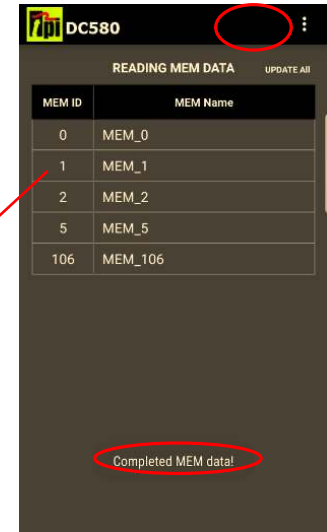 TPI DC580
READING MEM DATA UPDATE All
MEM ID MEM Name
0 MEM_0
1 MEM_1
2 MEM_2
5 MEM_5
106 MEM_106
Completed MEM data!